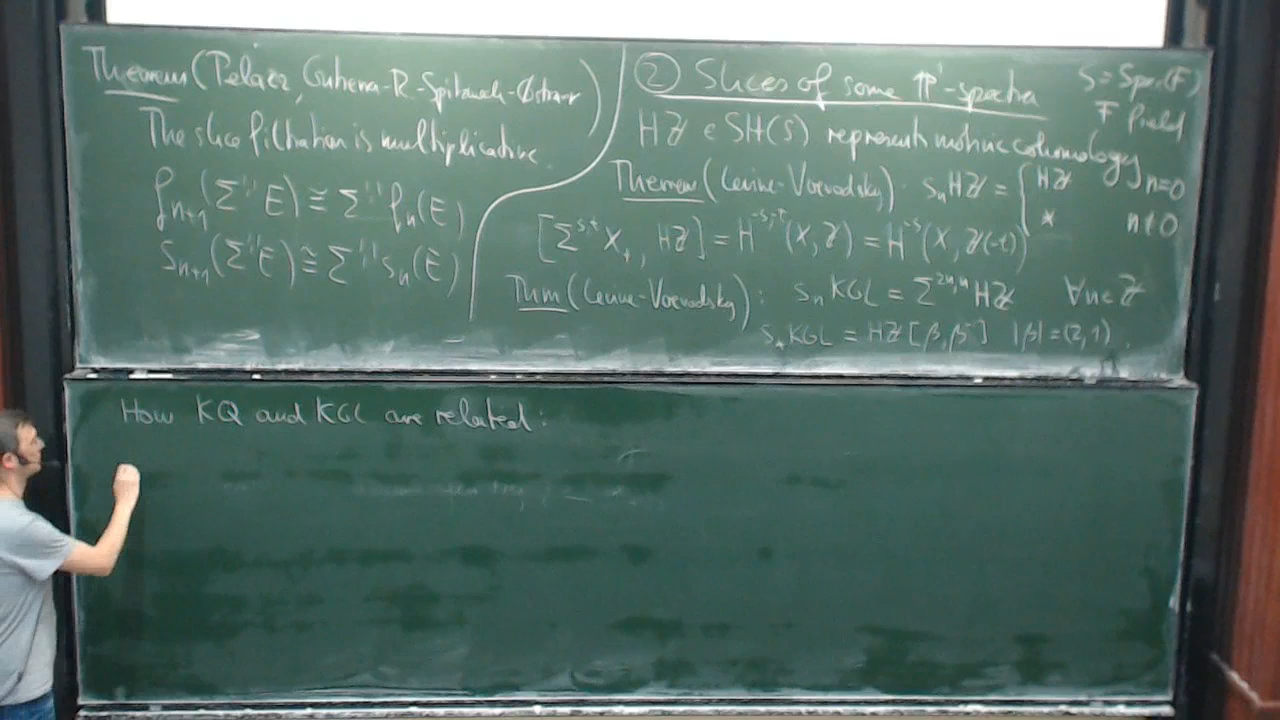 Theorem (Pelaez, Gutierrez-R-Spitzweck-Østvær)
The slice filtration is multiplicative.
f_{n+1}(Σ^{1,1} E) ≅ Σ^{1,1} f_n(E)
s_{n+1}(Σ^{1,1} E) ≅ Σ^{1,1} s_n(E)
② Slices of some ℙ¹-spectra
S = Spec(F)
F field
Hℤ ∈ SH(S) represents motivic cohomology
Theorem (Levine-Voevodsky) s_n Hℤ = { Hℤ n=0
* n≠0
[Σ^{s,t} X_+, Hℤ] = H^{-s,-t}(X, ℤ) = H^{-s}(X, ℤ(-t))
Thm (Levine-Voevodsky): s_n KGL = Σ^{2n,n} Hℤ ∀n∈ℤ
s_* KGL = Hℤ[β, β^{-1}] |β| = (2,1).
How KQ and KGL are related: